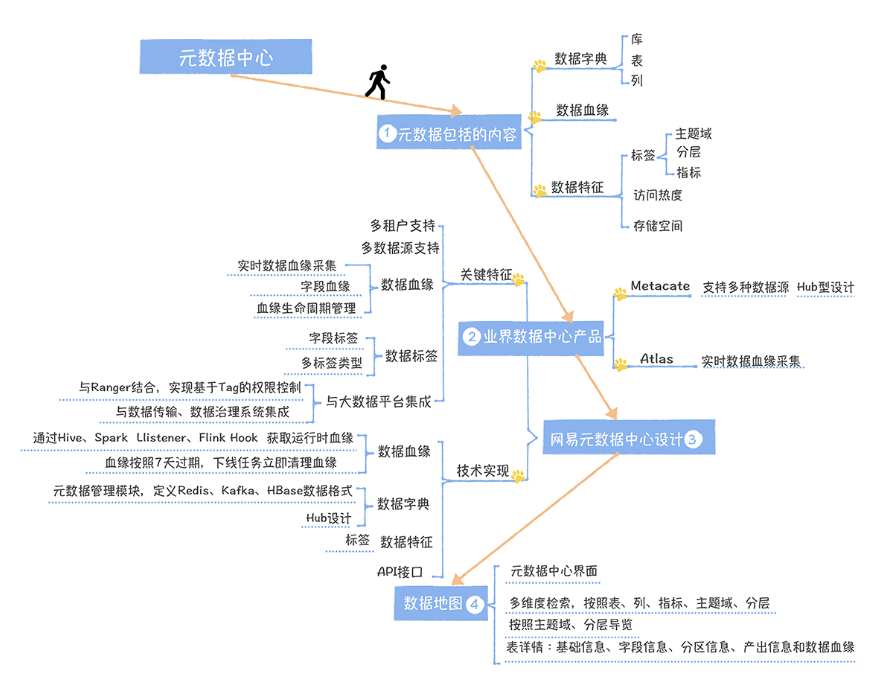 元数据中心
① 元数据包括的内容
数据字典
库
表
列
数据血缘
数据特征
标签
主题域
分层
指标
访问热度
存储空间
② 业界数据中心产品
Metacate
支持多种数据源 Hub型设计
Atlas
实时数据血缘采集
网易元数据中心设计 ③
关键特征
多租户支持
多数据源支持
数据血缘
实时数据血缘采集
字段血缘
血缘生命周期管理
数据标签
字段标签
多标签类型
与大数据平台集成
与Ranger结合，实现基于Tag的权限控制
与数据传输、数据治理系统集成
技术实现
数据血缘
通过Hive、Spark Llistener、Flink Hook 获取运行时血缘
血缘按照7天过期，下线任务立即清理血缘
数据字典
元数据管理模块，定义Redis、Kafka、HBase数据格式
Hub设计
数据特征
标签
API接口
数据地图 ④
元数据中心界面
多维度检索，按照表、列、指标、主题域、分层
按照主题域、分层导览
表详情：基础信息、字段信息、分区信息、产出信息和数据血缘